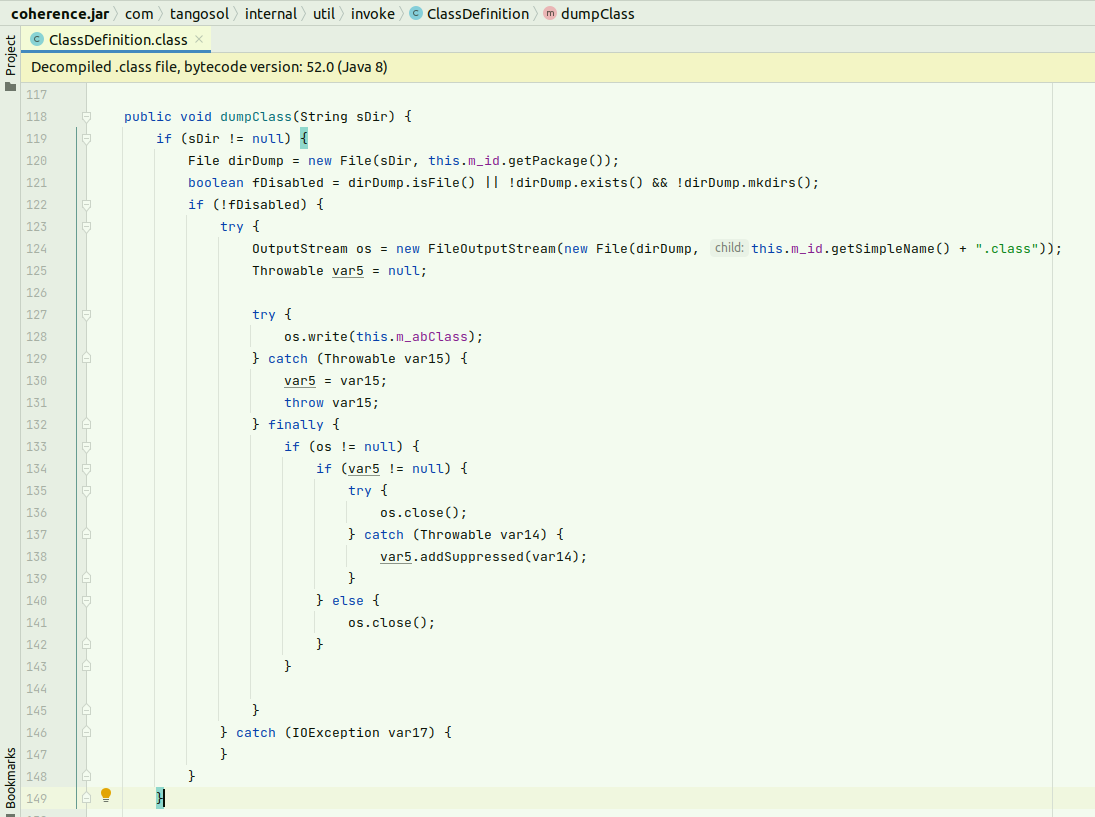 coherence.jar com tangosol internal util invoke ClassDefinition dumpClass
Project
ClassDefinition.class
Decompiled .class file, bytecode version: 52.0 (Java 8)
117
118 public void dumpClass(String sDir) {
119 if (sDir != null) {
120 File dirDump = new File(sDir, this.m_id.getPackage());
121 boolean fDisabled = dirDump.isFile() || !dirDump.exists() && !dirDump.mkdirs();
122 if (!fDisabled) {
123 try {
124 OutputStream os = new FileOutputStream(new File(dirDump, child: this.m_id.getSimpleName() + ".class"));
125 Throwable var5 = null;
126
127 try {
128 os.write(this.m_abClass);
129 } catch (Throwable var15) {
130 var5 = var15;
131 throw var15;
132 } finally {
133 if (os != null) {
134 if (var5 != null) {
135 try {
136 os.close();
137 } catch (Throwable var14) {
138 var5.addSuppressed(var14);
139 }
140 } else {
141 os.close();
142 }
143 }
144
145 }
146 } catch (IOException var17) {
147 }
148 }
149 }
Bookmarks